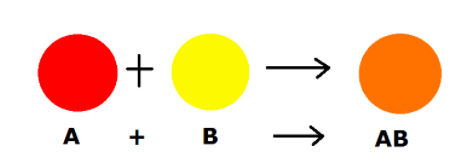 + →
A + B → AB